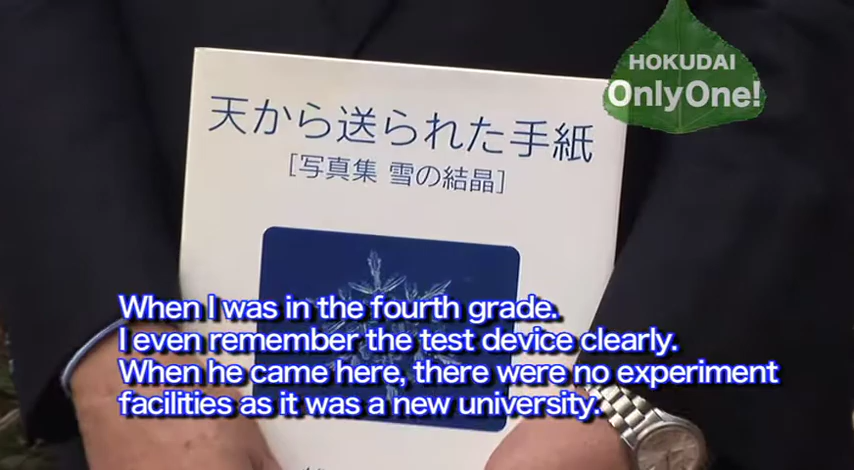 HOKUDAI
OnlyOne!
天から送られた手紙
[写真集 雪の結晶]
When I was in the fourth grade.
I even remember the test device clearly.
When he came here, there were no experiment
facilities as it was a new university.